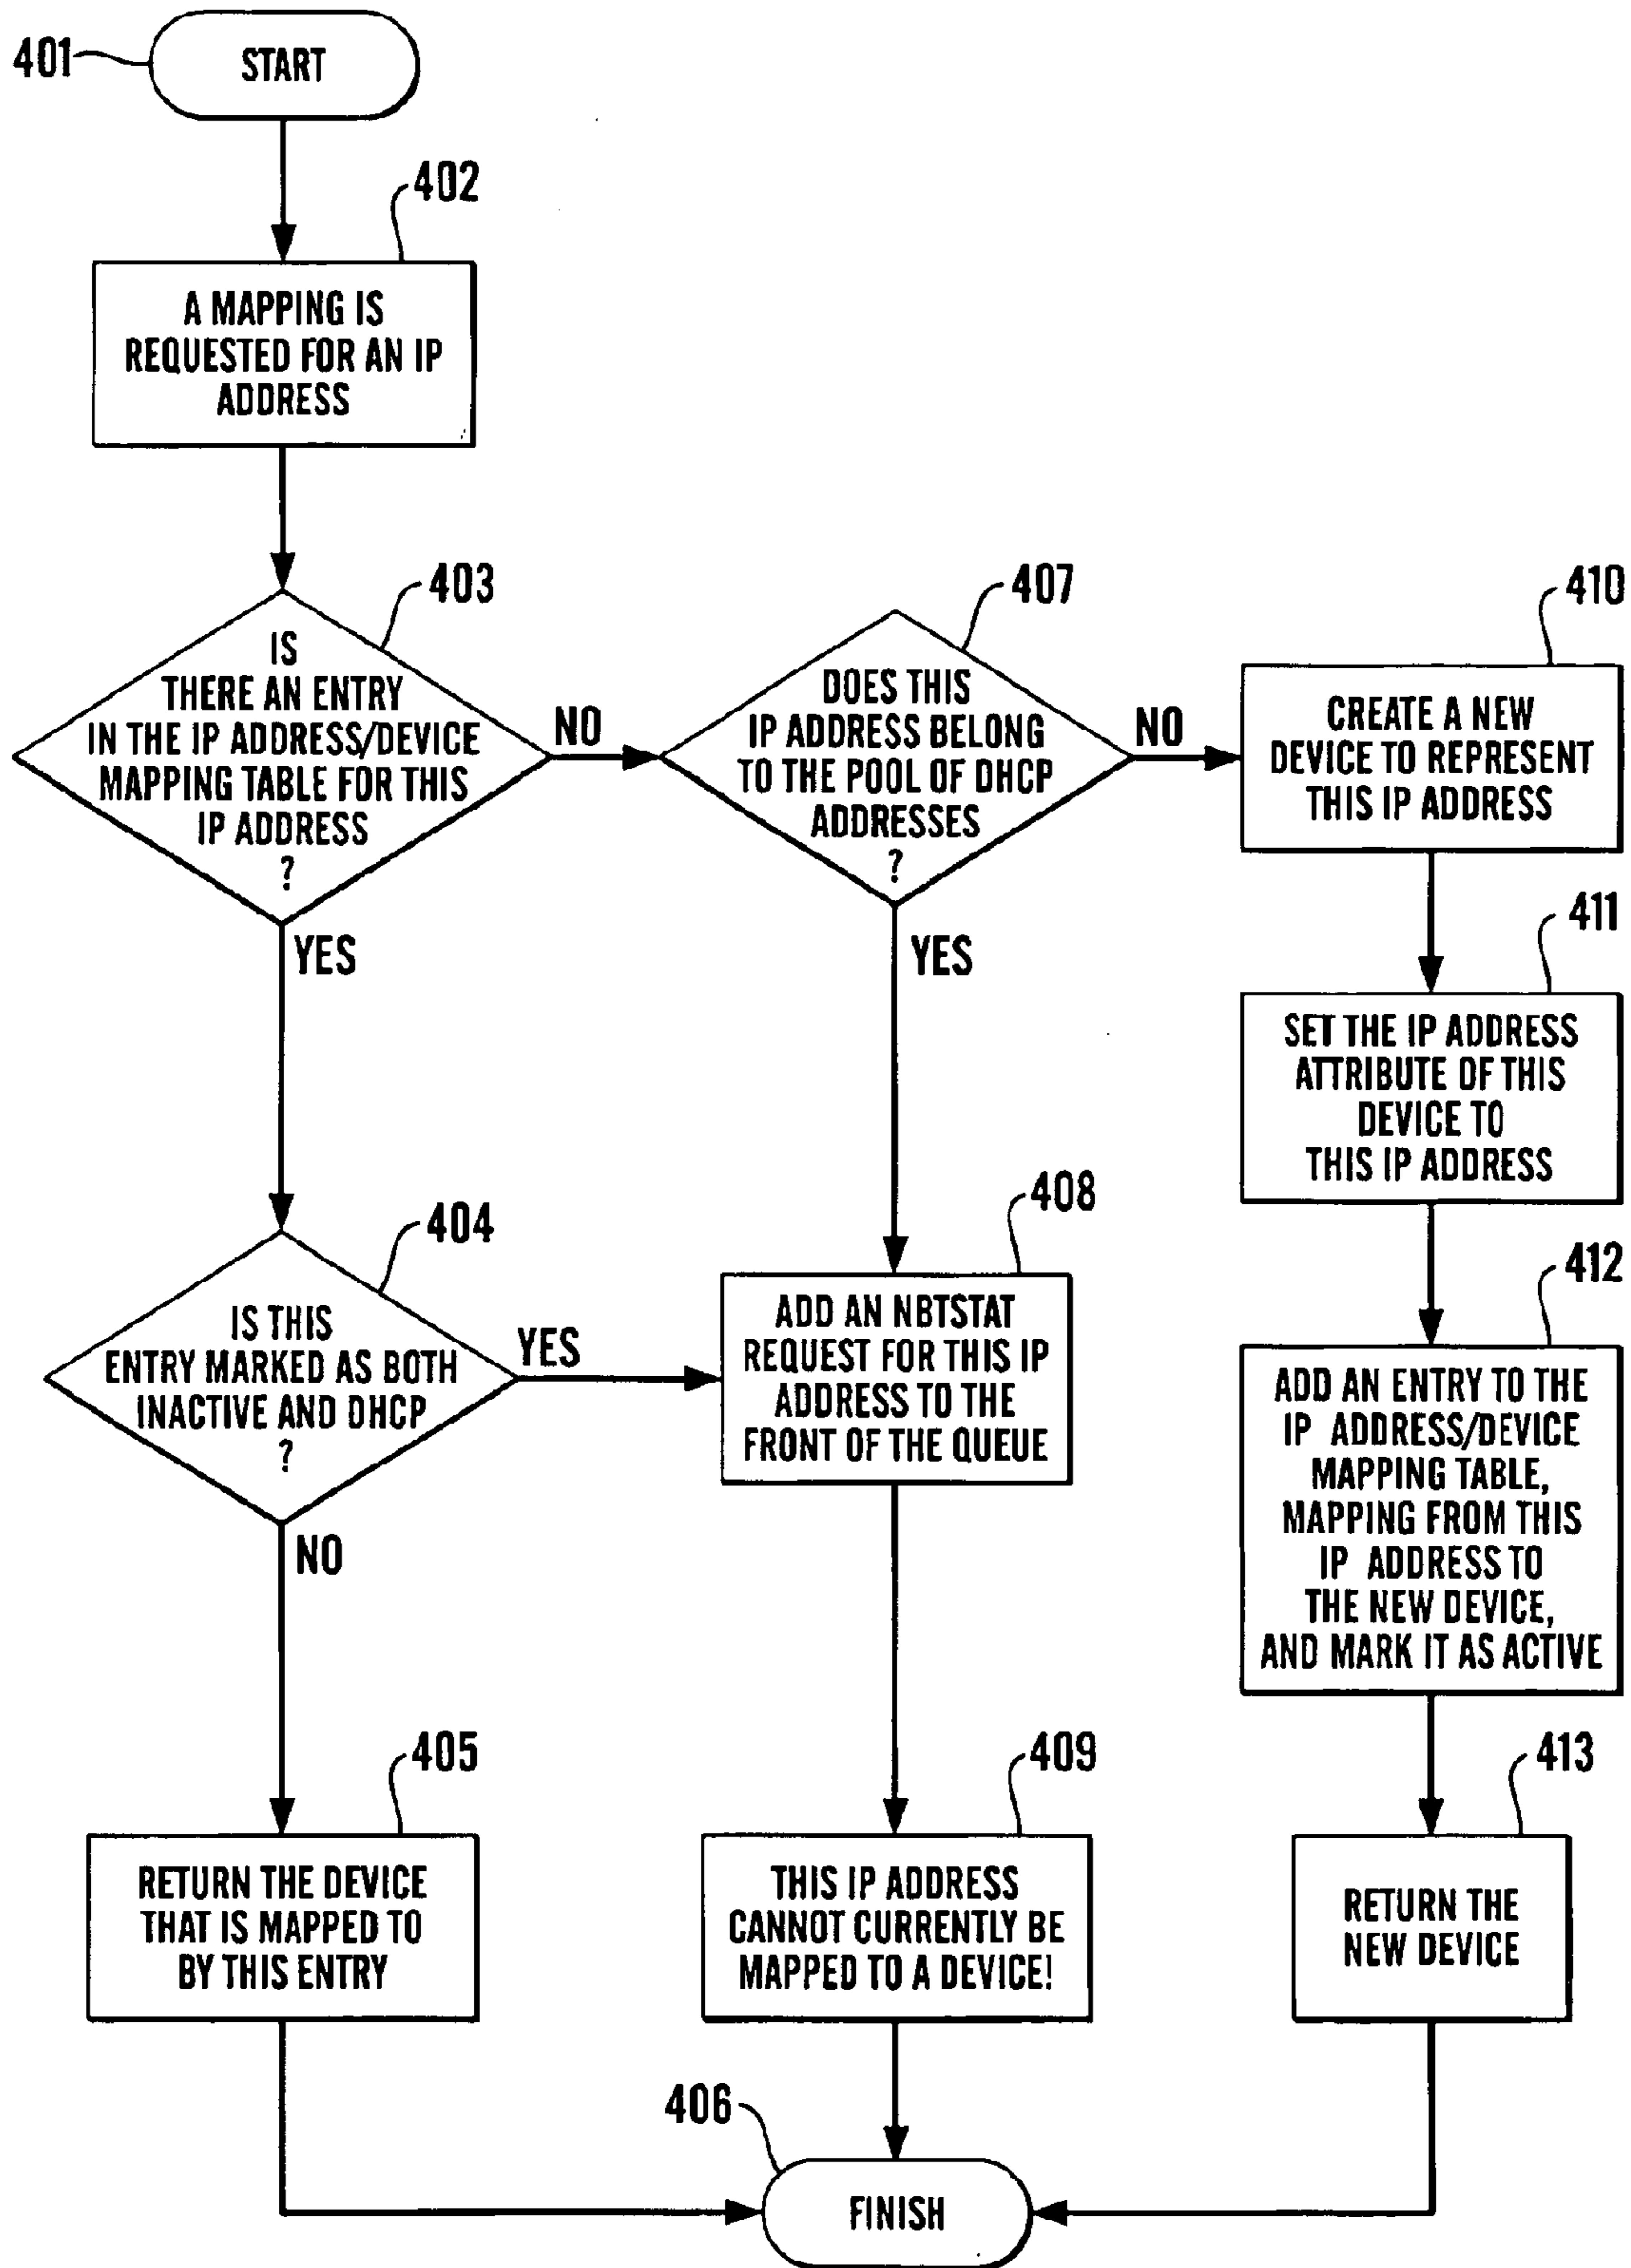 401
START
402
A MAPPING IS
REQUESTED FOR AN IP
ADDRESS
403
IS
THERE AN ENTRY
IN THE IP ADDRESS/DEVICE
MAPPING TABLE FOR THIS
IP ADDRESS
?
NO
YES
407
DOES THIS
IP ADDRESS BELONG
TO THE POOL OF DHCP
ADDRESSES
?
NO
YES
410
CREATE A NEW
DEVICE TO REPRESENT
THIS IP ADDRESS
411
SET THE IP ADDRESS
ATTRIBUTE OF THIS
DEVICE TO
THIS IP ADDRESS
404
IS THIS
ENTRY MARKED AS BOTH
INACTIVE AND DHCP
?
YES
NO
408
ADD AN NBTSTAT
REQUEST FOR THIS IP
ADDRESS TO THE
FRONT OF THE QUEUE
412
ADD AN ENTRY TO THE
IP ADDRESS/DEVICE
MAPPING TABLE,
MAPPING FROM THIS
IP ADDRESS TO
THE NEW DEVICE,
AND MARK IT AS ACTIVE
405
RETURN THE DEVICE
THAT IS MAPPED TO
BY THIS ENTRY
409
THIS IP ADDRESS
CANNOT CURRENTLY BE
MAPPED TO A DEVICE!
413
RETURN THE
NEW DEVICE
406
FINISH